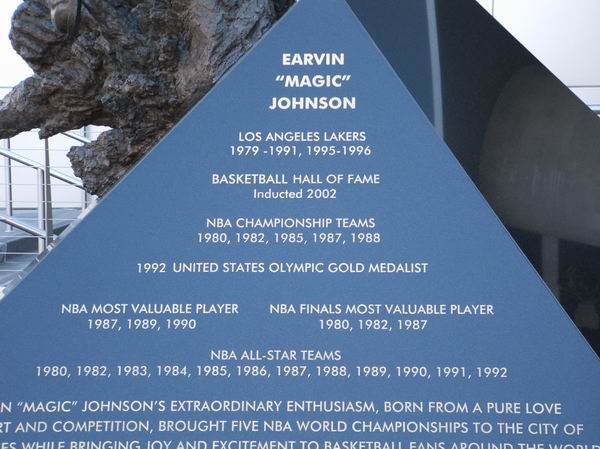 EARVIN
“MAGIC”
JOHNSON
LOS ANGELES LAKERS
1979 -1991, 1995-1996
BASKETBALL HALL OF FAME
Inducted 2002
NBA CHAMPIONSHIP TEAMS
1980, 1982, 1985, 1987, 1988
1992 UNITED STATES OLYMPIC GOLD MEDALIST
NBA MOST VALUABLE PLAYER
1987, 1989, 1990
NBA FINALS MOST VALUABLE PLAYER
1980, 1982, 1987
NBA ALL-STAR TEAMS
1980, 1982, 1983, 1984, 1985, 1986, 1987, 1988, 1989, 1990, 1991, 1992
“MAGIC” JOHNSON’S EXTRAORDINARY ENTHUSIASM, BORN FROM A PURE LOVE
AND COMPETITION, BROUGHT FIVE NBA WORLD CHAMPIONSHIPS TO THE CITY OF
WHILE BRINGING JOY AND EXCITEMENT TO BASKETBALL FANS AROUND THE WORLD